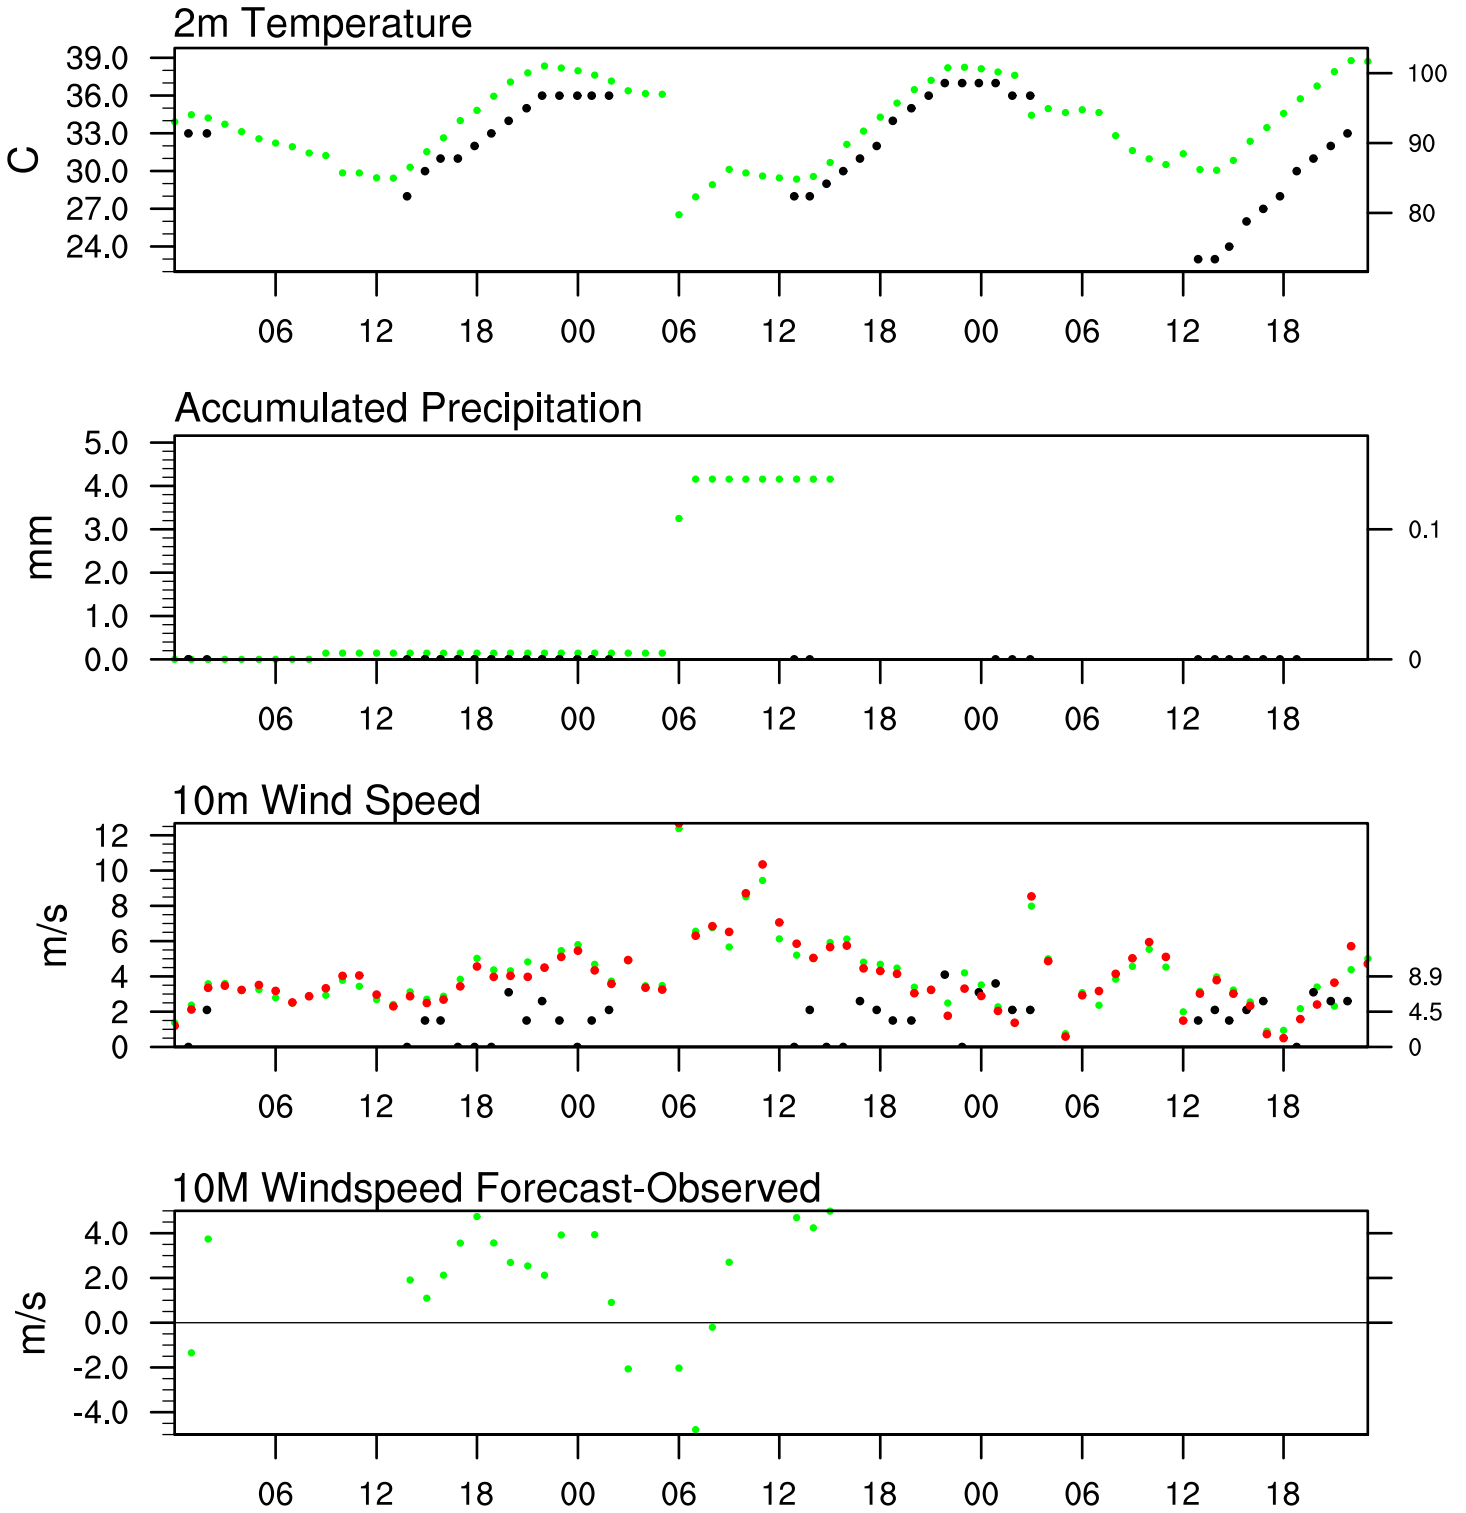 2m Temperature
39.0
36.0
33.0
30.0
27.0
24.0
C
100
90
80
06 12 18 00 06 12 18 00 06 12 18
Accumulated Precipitation
5.0
4.0
3.0
2.0
1.0
0.0
mm
0.1
0
06 12 18 00 06 12 18 00 06 12 18
10m Wind Speed
12
10
8
6
4
2
0
m/s
8.9
4.5
0
06 12 18 00 06 12 18 00 06 12 18
10M Windspeed Forecast-Observed
4.0
2.0
0.0
-2.0
-4.0
m/s
06 12 18 00 06 12 18 00 06 12 18